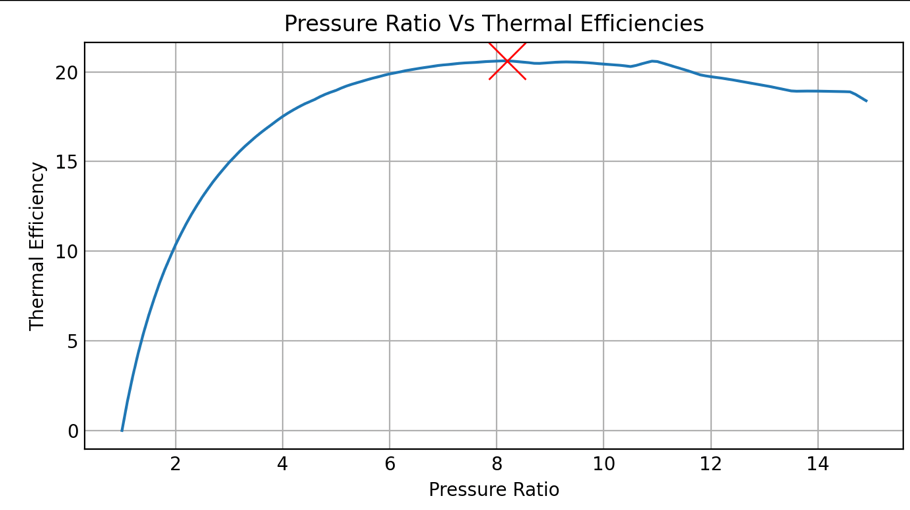 Pressure Ratio Vs Thermal Efficiencies
Thermal Efficiency
20
15
10
5
0
2 4 6 8 10 12 14
Pressure Ratio